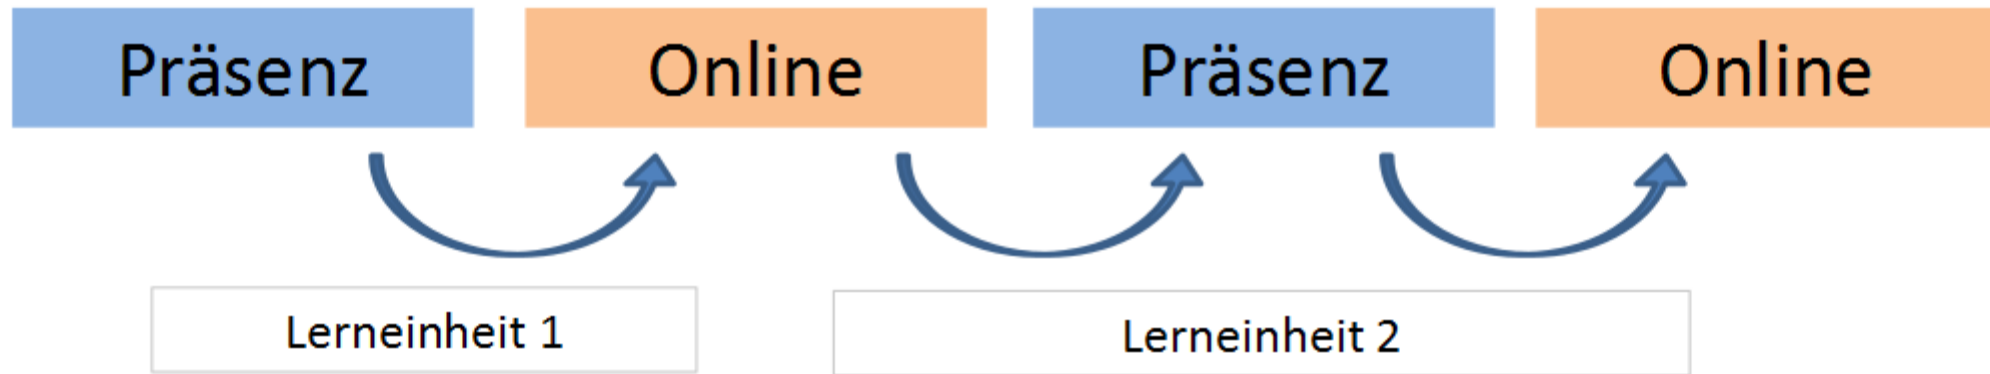 Präsenz Online Präsenz Online
Lerneinheit 1 Lerneinheit 2